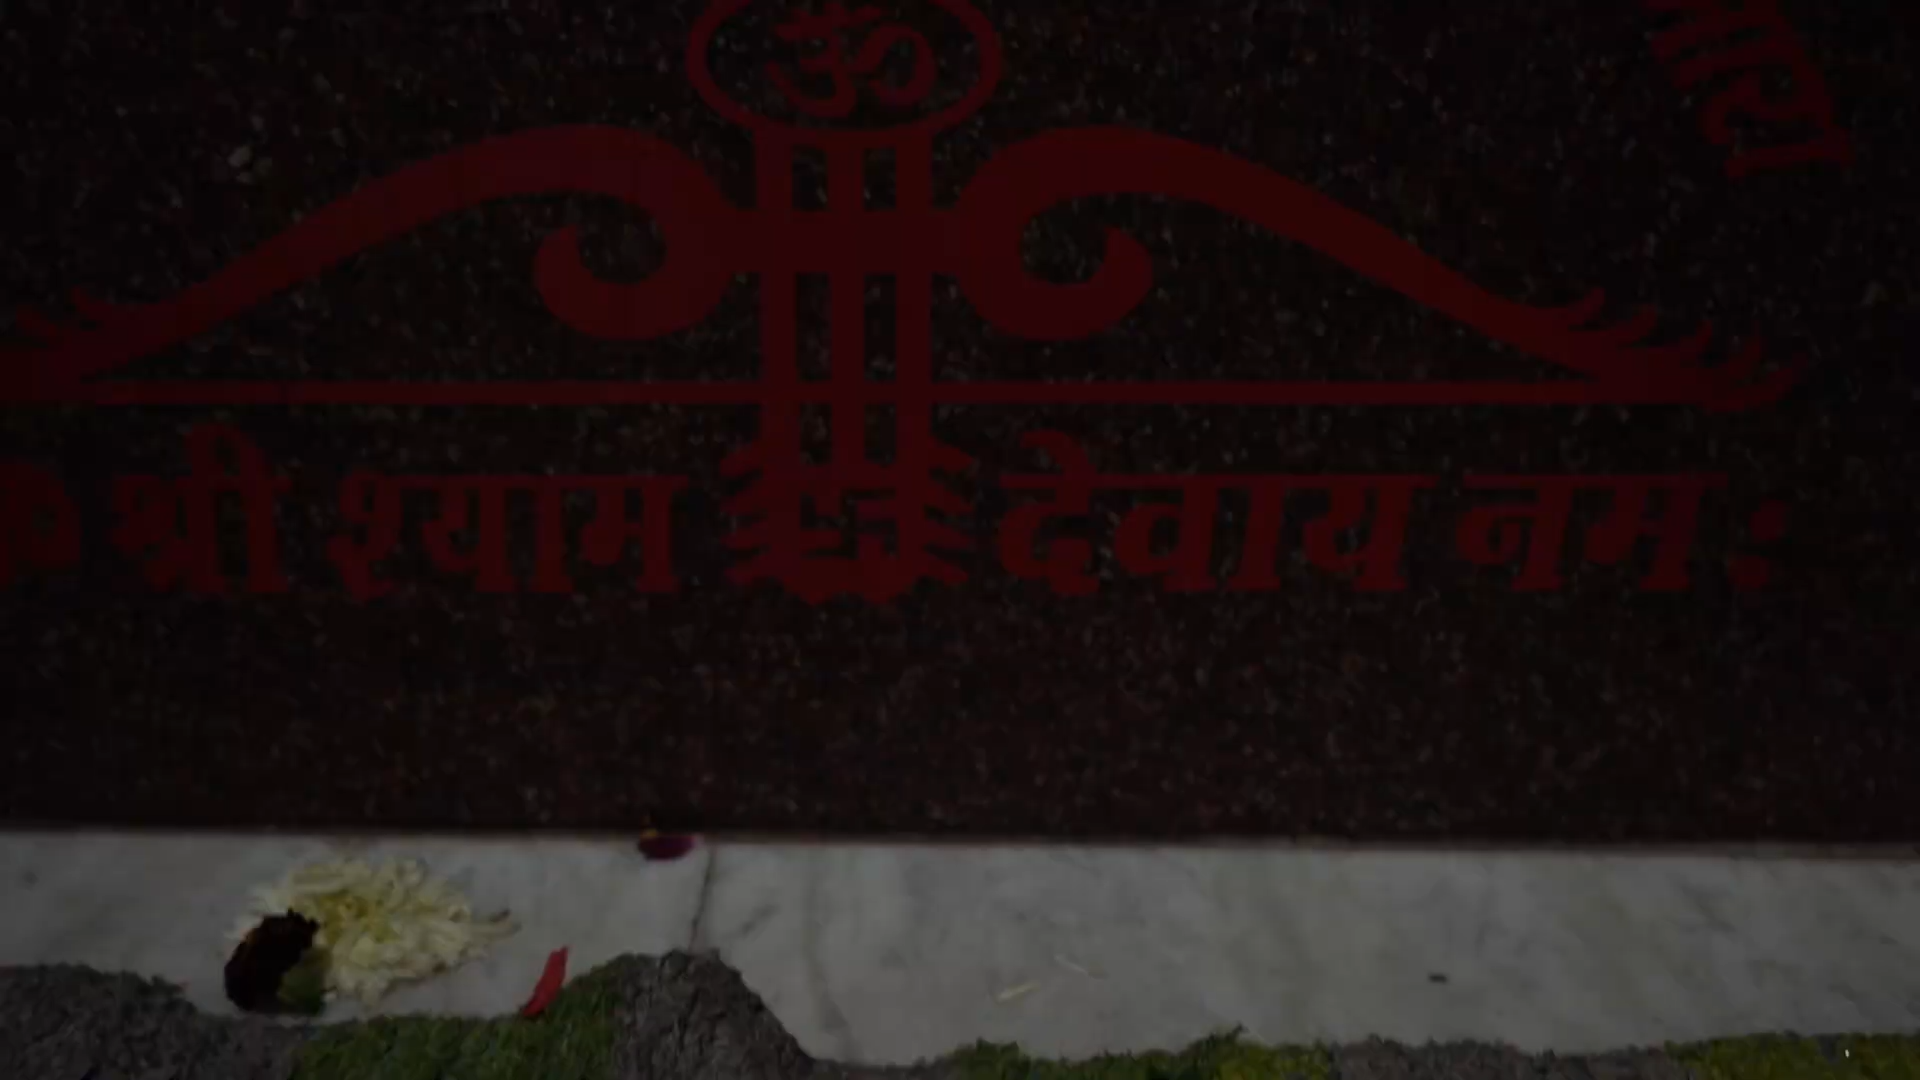 ॐ
ॐ श्री श्याम देवाय नमः